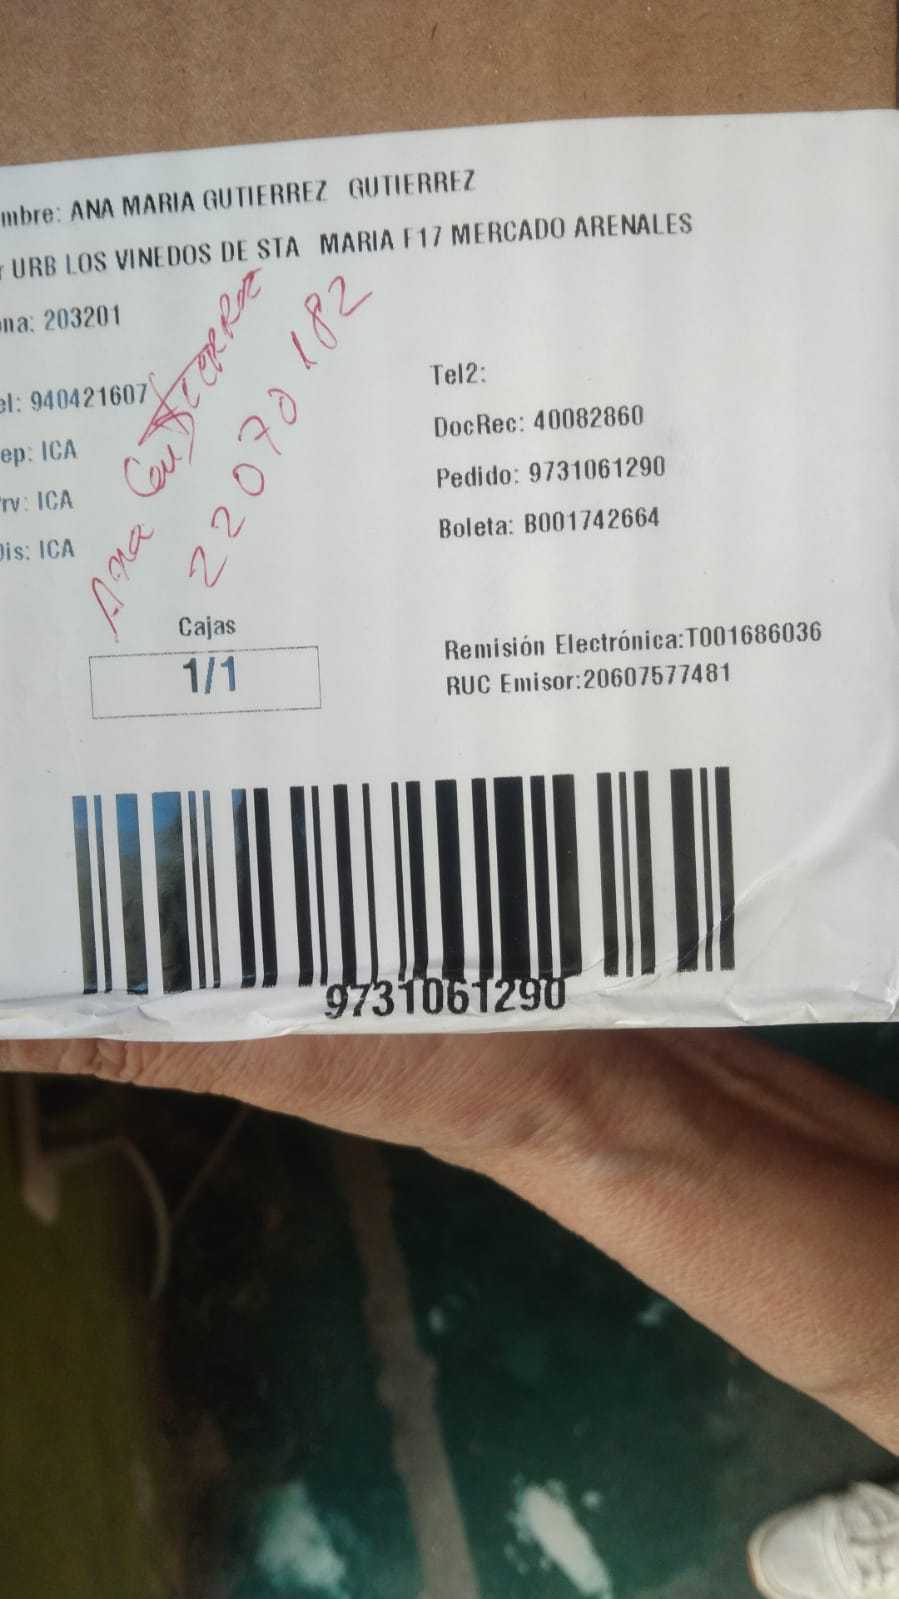 mbre: ANA MARIA GUTIERREZ GUTIERREZ
r URB LOS VINEDOS DE STA MARIA F17 MERCADO ARENALES
ona: 203201
el: 940421607
Tel2:
ep: ICA
DocRec: 40082860
rv: ICA
Pedido: 9731061290
Dis: ICA
Boleta: B001742664
Ana
22070182
Cajas
1/1
Remisión Electrónica:T001686036
RUC Emisor:20607577481
9731061290